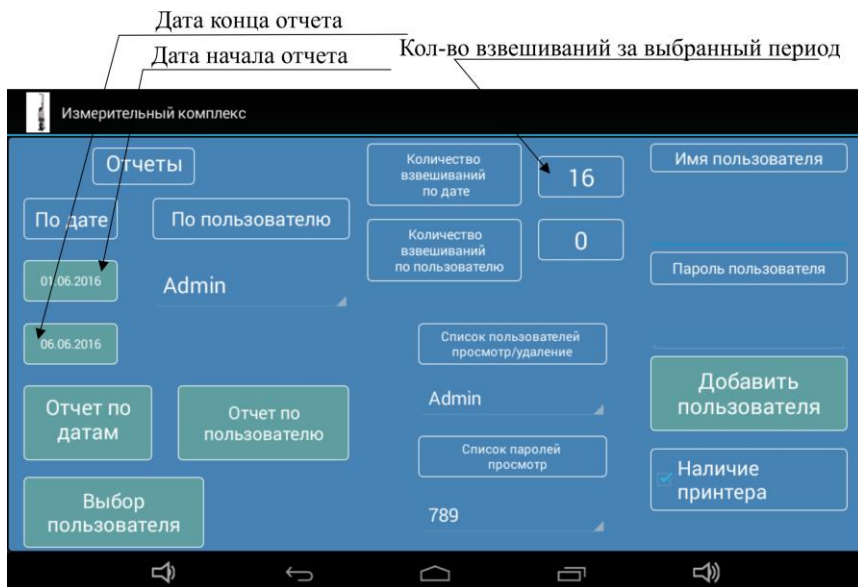 Дата конца отчета
Дата начала отчета
Кол-во взвешиваний за выбранный период
Измерительный комплекс
Отчеты
По дате
По пользователю
01.06.2016
Admin
06.06.2016
Отчет по
датам
Отчет по
пользователю
Выбор
пользователя
Количество
взвешиваний
по дате
16
Количество
взвешиваний
по пользователю
0
Список пользователей
просмотр/удаление
Admin
Список паролей
просмотр
789
Имя пользователя
Пароль пользователя
Добавить
пользователя
Наличие
принтера